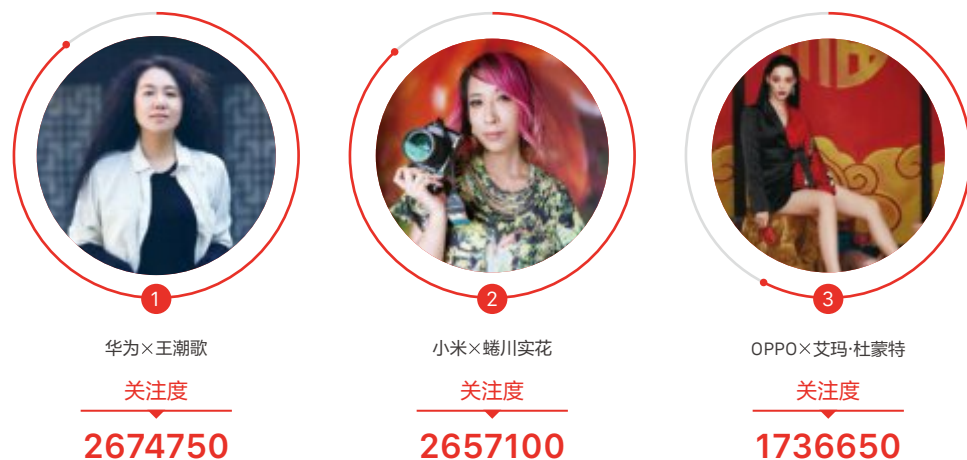 1
2
3
华为×王潮歌
小米×蜷川实花
OPPO×艾玛·杜蒙特
关注度
关注度
关注度
2674750
2657100
1736650